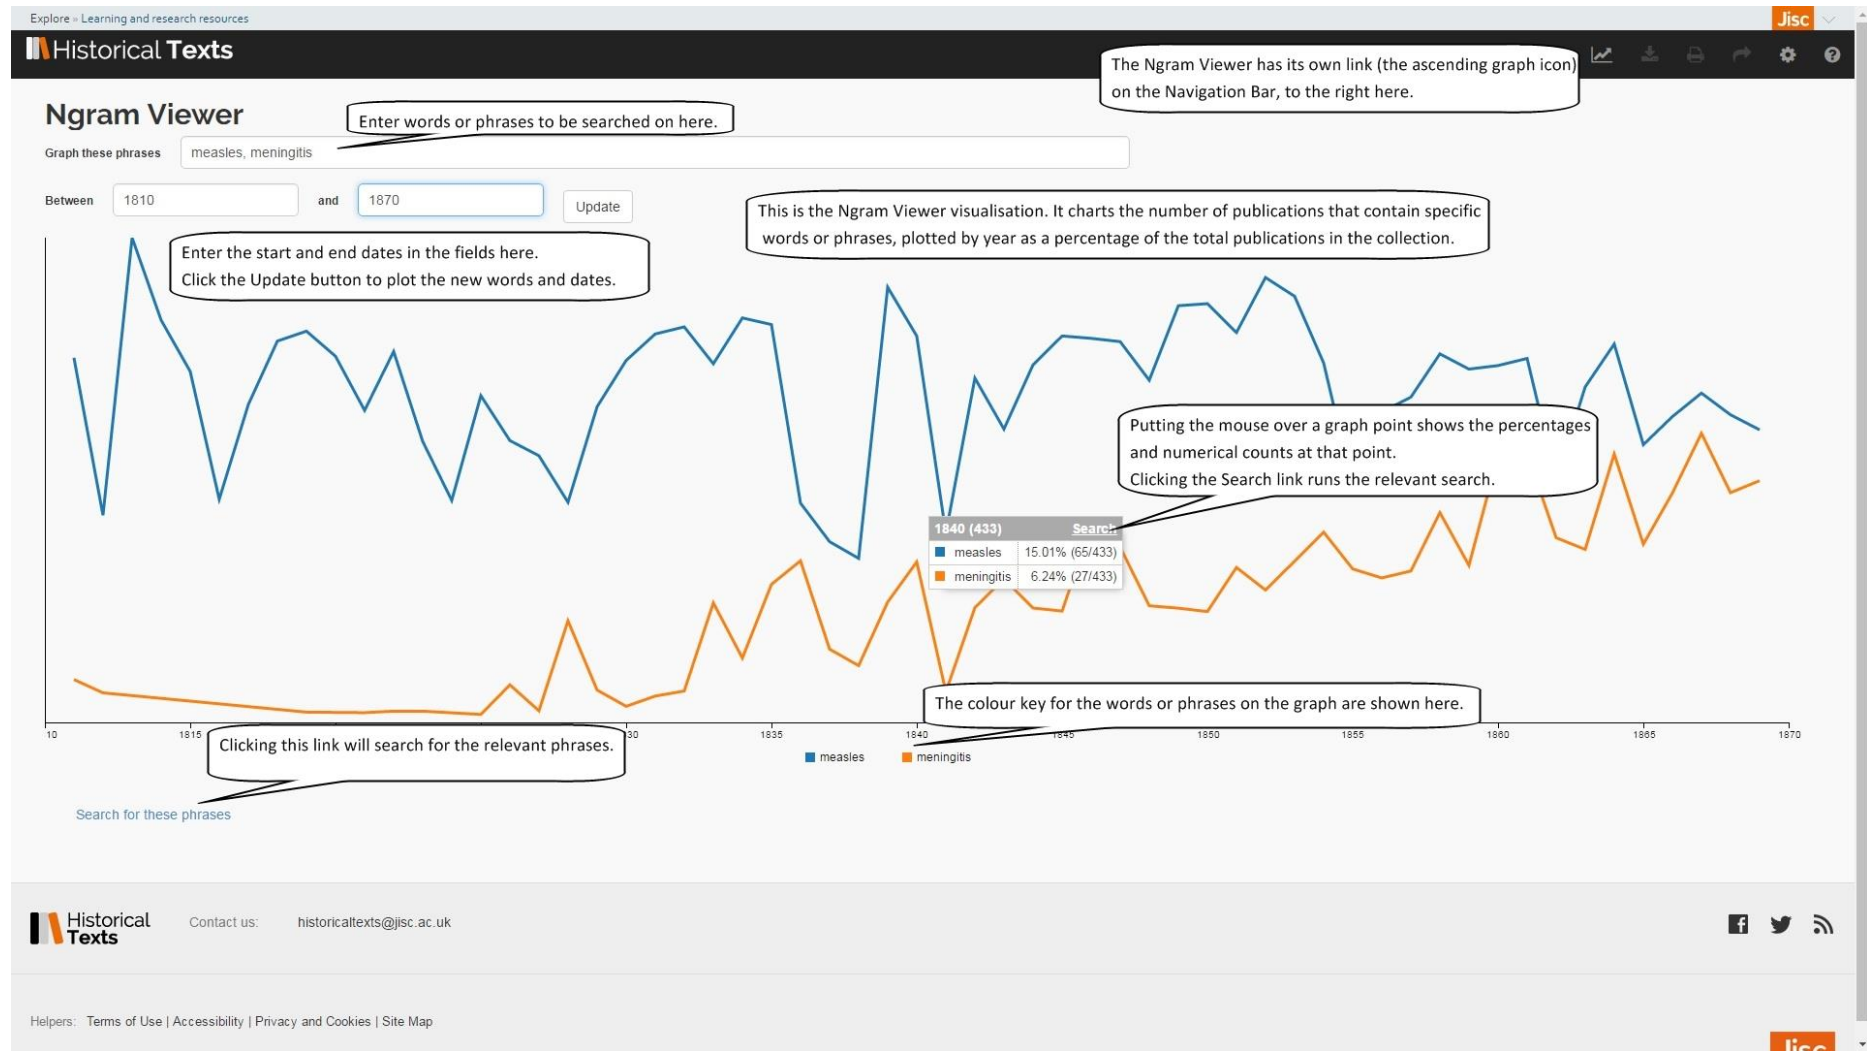 Explore » Learning and research resources
Jisc
Historical Texts
The Ngram Viewer has its own link (the ascending graph icon)
on the Navigation Bar, to the right here.
Ngram Viewer
Enter words or phrases to be searched on here.
Graph these phrases measles, meningitis
Between 1810 and 1870 Update
This is the Ngram Viewer visualisation. It charts the number of publications that contain specific
words or phrases, plotted by year as a percentage of the total publications in the collection.
Enter the start and end dates in the fields here.
Click the Update button to plot the new words and dates.
Putting the mouse over a graph point shows the percentages
and numerical counts at that point.
Clicking the Search link runs the relevant search.
1840 (433) Search
measles 15.01% (65/433)
meningitis 6.24% (27/433)
The colour key for the words or phrases on the graph are shown here.
10 1815 30 1835 1840 1845 1850 1855 1860 1865 1870
Clicking this link will search for the relevant phrases.
measles meningitis
Search for these phrases
Historical
Texts
Contact us: historicaltexts@jisc.ac.uk
Helpers: Terms of Use | Accessibility | Privacy and Cookies | Site Map
Jisc